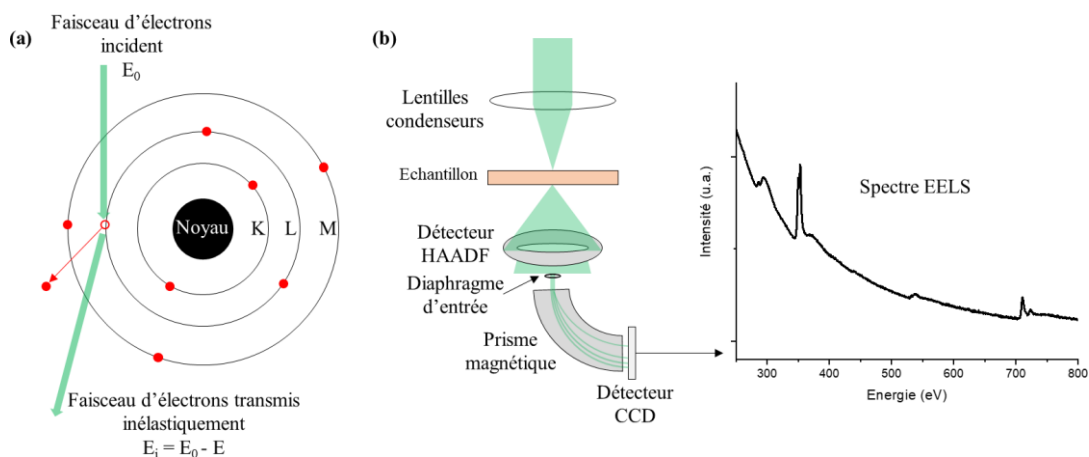 (a)
Faisceau d’électrons
incident
E0
Noyau
K
L
M
Faisceau d’électrons transmis
inélastiquement
Ei = E0 - E
(b)
Lentilles
condenseurs
Echantillon
Détecteur
HAADF
Diaphragme
d’entrée
Prisme
magnétique
Détecteur
CCD
Spectre EELS
Intensité (u.a.)
300 400 500 600 700 800
Energie (eV)